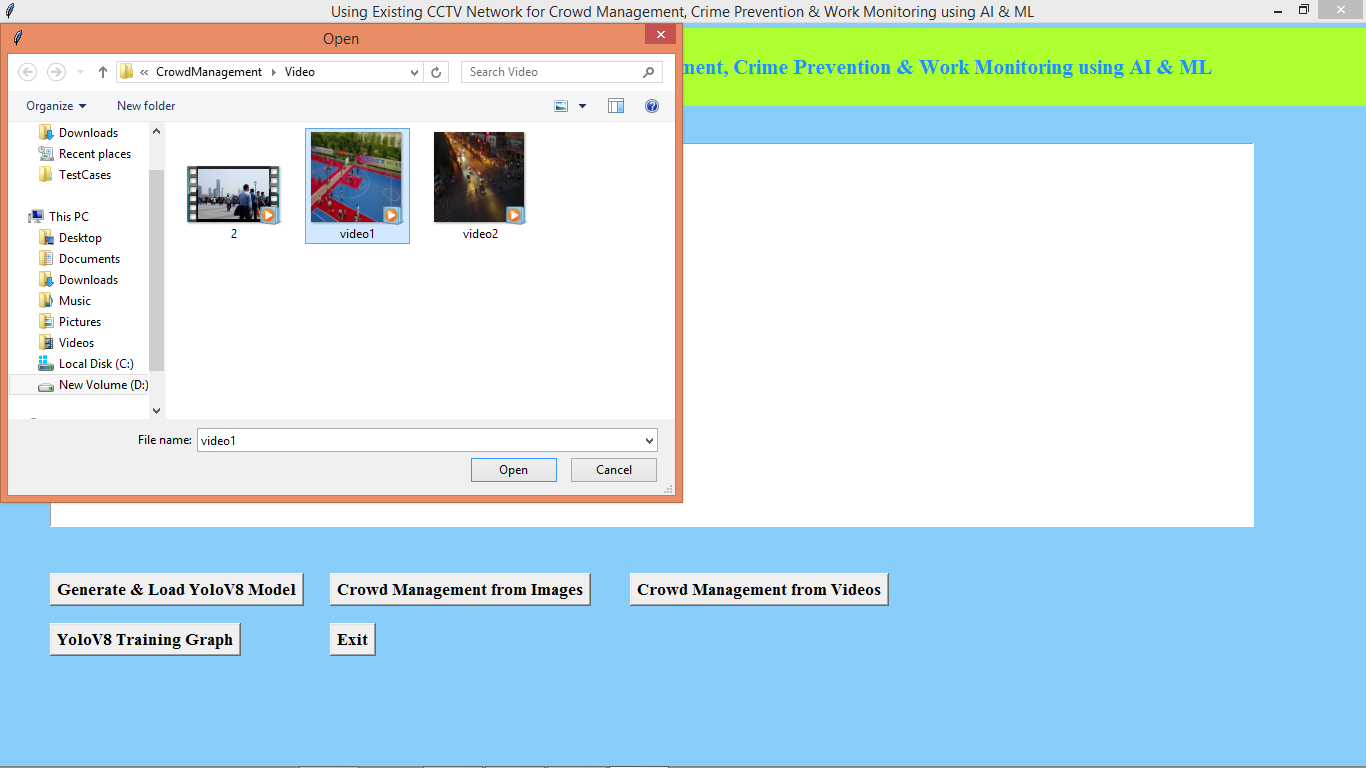 Using Existing CCTV Network for Crowd Management, Crime Prevention & Work Monitoring using AI & ML
Open
« CrowdManagement Video
Search Video
ment, Crime Prevention & Work Monitoring using AI & ML
Organize
New folder
Downloads
Recent places
TestCases
This PC
Desktop
Documents
Downloads
Music
Pictures
Videos
Local Disk (C:)
New Volume (D:)
2
video1
video2
File name:
video1
Open
Cancel
Generate & Load YoloV8 Model
Crowd Management from Images
Crowd Management from Videos
YoloV8 Training Graph
Exit